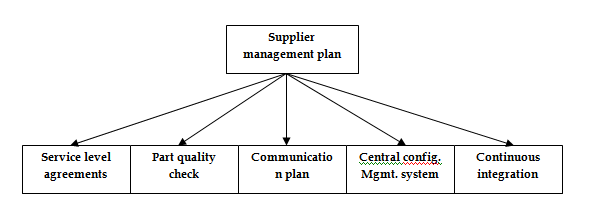 Supplier
management plan
Service level
agreements
Part quality
check
Communicatio
n plan
Central config.
Mgmt. system
Continuous
integration